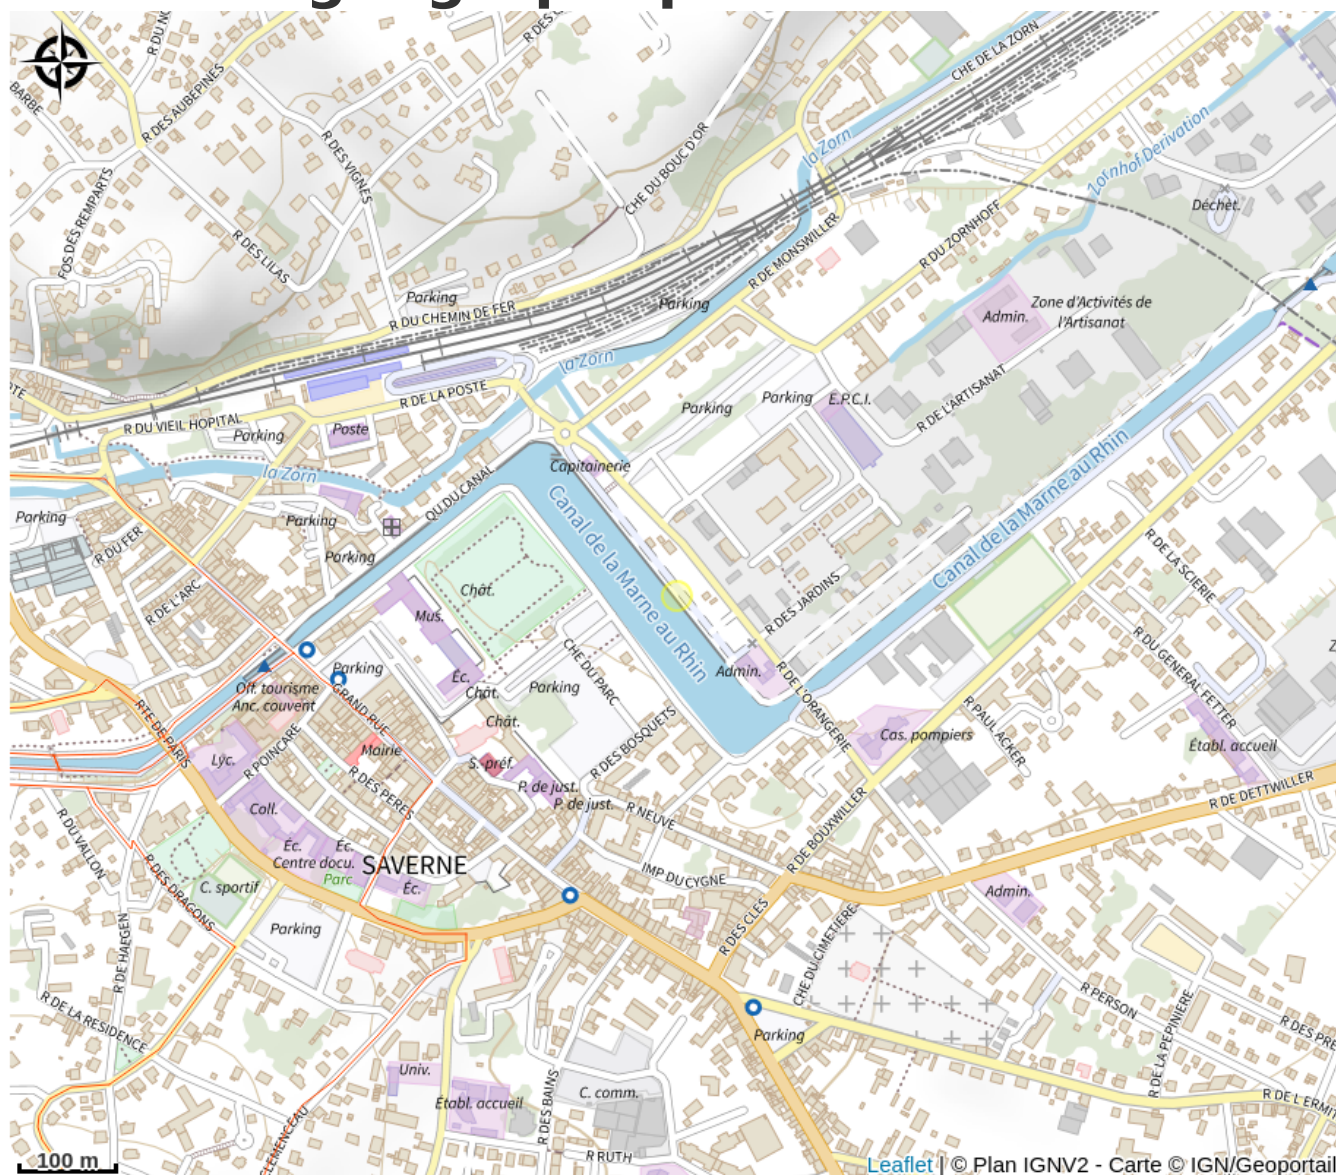 R DES AUBEPINES
BARBE
R DES VIGNES
CHE DE LA ZORN
la Zorn
Zornhof Derivation
CHE DU BOUC D'OR
FOS DES REMPARTS
R DES LILAS
Déchèt.
R DU ZORNHOFF
R DE MONSWILLER
Parking
R DU CHEMIN DE FER
Parking
Zone d'Activités de
l'Artisanat
Admin.
la Zorn
R DE LA POSTE
Parking
Parking
E.P.C.I.
R DE L'ARTISANAT
R DU VIEIL HOPITAL
Parking
Poste
Capitainerie
la Zorn
QU DU CANAL
Canal de la Marne au Rhin
Canal de la Marne au Rhin
Parking
Parking
R DU FER
Parking
R DE LA SCIERIE
Chât.
R DE L'ARC
Mus.
R DES JARDINS
R DU GENERAL FETTER
CHE DU PARC
Parking
Éc.
Chât.
Parking
Admin.
R DE L'ORANGERIE
Off. tourisme
Anc. couvent
GRAND RUE
RTE DE PARIS
Chât.
R PAUL ACKER
Cas. pompiers
Établ. accueil
Lyc.
R POINCARE
Mairie
S.-préf.
R DES BOSQUETS
P. de just.
P. de just.
R DES PERES
R NEUVE
R DE DETTWILLER
Coll.
R DU VALLON
Éc.
Éc.
Centre docu.
Parc
Éc.
SAVERNE
R DE BOUXWILLER
IMP DU CYGNE
R DES DRAGONS
C. sportif
Admin.
R DES CLES
CHE DU CIMETIERE
Parking
R DE HAEGEN
R DE LA RESIDENCE
R PERSON
R DE LA PEPINIERE
R DES PRE
Parking
Univ.
Établ. accueil
R DES BAINS
C. comm.
R DE L'ERMIT
CLEMENCEAU
R RUTH
100 m
Leaflet | © Plan IGNV2 - Carte © IGN/Geoportail